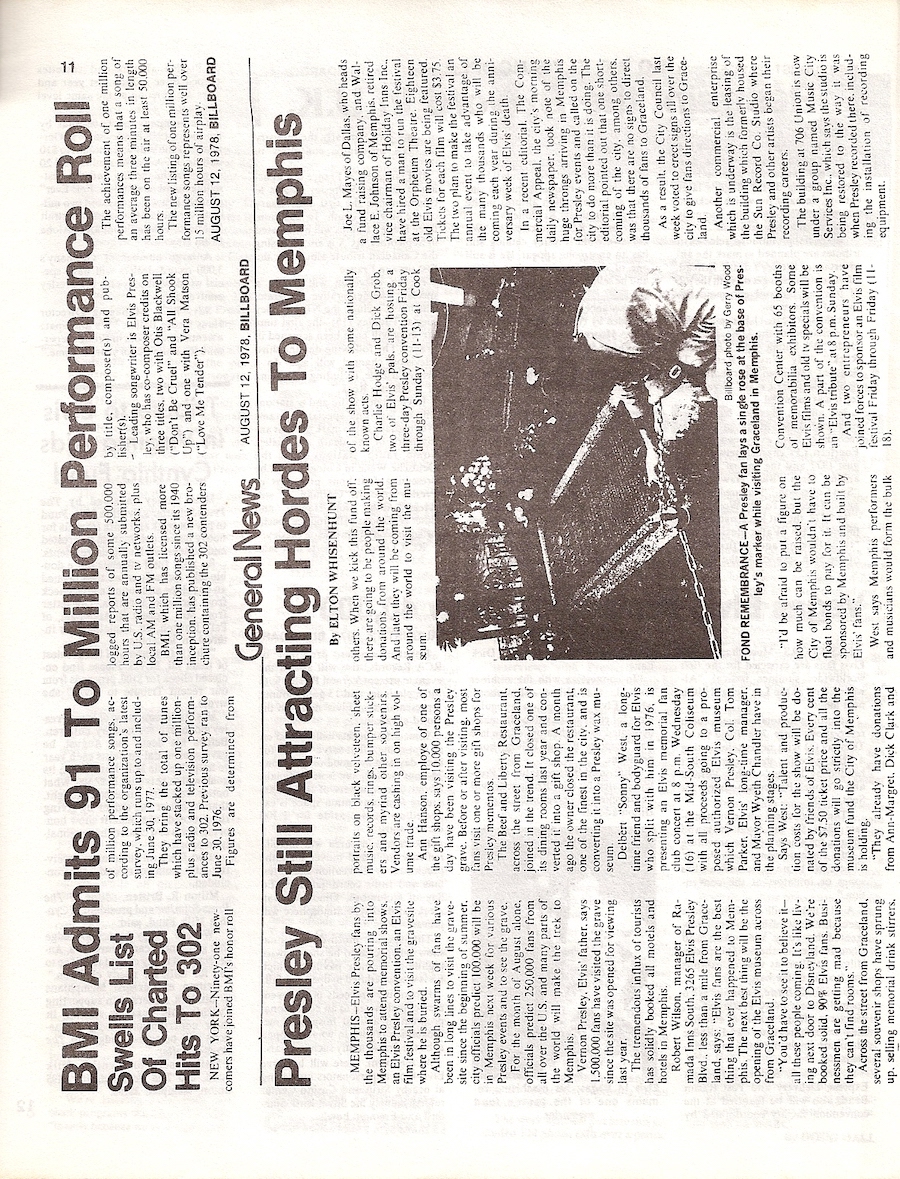 11
BMI Admits 91 To Million Performance Roll
Swells List
Of Charted
Hits To 302
NEW YORK—Ninety-one new-
comers have joined BMI's honor roll
of million performance songs, ac-
cording to the organization's latest
survey, which runs up to and includ-
ing June 30, 1977.
They bring the total of tunes
which have stacked up one million-
plus radio and television perform-
ances to 302. Previous survey ran to
June 30, 1976.
Figures are determined from
logged reports of some 500,000
hours that are annually submitted
by U.S. radio and tv networks, plus
local AM and FM outlets.
BMI, which has licensed more
than one million songs since its 1940
inception, has published a new bro-
chure containing the 302 contenders
by title, composer(s) and pub-
lisher(s).
Leading songwriter is Elvis Pres-
ley, who has co-composer credits on
three titles, two with Otis Blackwell
("Don't Be Cruel" and "All Shook
Up") and one with Vera Matson
("Love Me Tender").
The achievement of one million
performances means that a song of
an average three minutes in length
has been on the air at least 50,000
hours.
The new listing of one million per-
formance songs represents well over
15 million hours of airplay.
AUGUST 12, 1978, BILLBOARD
General News
AUGUST 12, 1978, BILLBOARD
Presley Still Attracting Hordes To Memphis
By ELTON WHISENHUNT
MEMPHIS—Elvis Presley fans by
the thousands are pouring into
Memphis to attend memorial shows,
an Elvis Presley convention, an Elvis
film festival and to visit the gravesite
where he is buried.
Although swarms of fans have
been in long lines to visit the grave-
site since the beginning of summer,
city officials predict 100,000 will be
in Memphis next week for various
Presley events and to see the grave.
For the month of August alone,
officials predict 250,000 fans from
all over the U.S. and many parts of
the world will make the trek to
Memphis.
Vernon Presley, Elvis' father, says
1,500,000 fans have visited the grave
since the site was opened for viewing
last year.
The tremendous influx of tourists
has solidly booked all motels and
hotels in Memphis.
Robert Wilson, manager of Ra-
mada Inns South, 3265 Elvis Presley
Blvd., less than a mile from Grace-
land, says: "Elvis fans are the best
thing that ever happened to Mem-
phis. The next best thing will be the
opening of the Elvis museum across
from Graceland.
"You'd have to see it to believe it—
all these people coming. It's like liv-
ing next door to Disneyland. We're
booked solid, 90% Elvis fans. Busi-
nessmen are getting mad because
they can't find rooms."
Across the street from Graceland,
several souvenir shops have sprung
up, selling memorial drink stirrers,
portraits on black velveteen, sheet
music, records, rings, bumper stick-
ers and myriad other souvenirs.
Vendors are cashing in on high vol-
ume trade.
Ann Hanson, employe of one of
the gift shops, says 10,000 persons a
day have been visiting the Presley
grave. Before or after visiting, most
fans visit one or more gift shops for
Presley mementoes.
The Beef and Liberty Restaurant,
across the street from Graceland,
joined in the trend. It closed one of
its dining rooms last year and con-
verted it into a gift shop. A month
ago the owner closed the restaurant,
one of the finest in the city, and is
converting it into a Presley wax mu-
seum.
Delbert "Sonny" West, a long-
time friend and bodyguard for Elvis
who split with him in 1976, is
presenting an Elvis memorial fan
club concert at 8 p.m. Wednesday
(16) at the Mid-South Coliseum
with all proceeds going to a pro-
posed authorized Elvis museum
which Vernon Presley, Col. Tom
Parker, Elvis' long-time manager,
and Mayor Wyeth Chandler have in
the planning stages.
Says West: "Talent and produc-
tion costs for the show will be do-
nated by friends of Elvis. Every cent
of the $7.50 ticket price and all the
donations will go strictly into the
museum fund the City of Memphis
is holding.
"They already have donations
from Ann-Margret, Dick Clark and
others. When we kick this fund off,
there are going to be people making
donations from around the world.
And later they will be coming from
around the world to visit the mu-
seum.
"I'd be afraid to put a figure on
how much can be raised, but the
City of Memphis wouldn't have to
float bonds to pay for it. It can be
sponsored by Memphis and built by
Elvis' fans."
West says Memphis performers
and musicians would form the bulk
of the show with some nationally
known acts.
Charlie Hodge and Dick Grob,
two of Elvis' pals, are hosting a
three-day Presley convention Friday
through Sunday (11-13) at Cook
Billboard photo by Gerry Wood
FOND REMEMBRANCE—A Presley fan lays a single rose at the base of Pres-
ley's marker while visiting Graceland in Memphis.
Convention Center with 65 booths
of memorabilia exhibitors. Some
Elvis films and old tv specials will be
shown. A part of the convention is
an "Elvis tribute" at 8 p.m. Sunday.
And two entrepreneurs have
joined forces to sponsor an Elvis film
festival Friday through Friday (11-
18).
Joe L. Mayes of Dallas, who heads
a fund raising company, and Wal-
lace E. Johnson of Memphis, retired
vice chairman of Holiday Inns Inc.,
have hired a man to run the festival
at the Orpheum Theatre. Eighteen
old Elvis movies are being featured.
Tickets for each film will cost $3.75.
The two plan to make the festival an
annual event to take advantage of
the many thousands who will be
coming each year during the anni-
versary week of Elvis' death.
In a recent editorial, The Com-
mercial Appeal, the city's morning
daily newspaper, took note of the
huge throngs arriving in Memphis
for Presley events and called on the
city to do more than it is doing. The
editorial pointed out that one short-
coming of the city, among others,
was that there are no signs to direct
thousands of fans to Graceland.
As a result, the City Council last
week voted to erect signs all over the
city to give fans directions to Grace-
land.
Another commercial enterprise
which is underway is the leasing of
the building which formerly housed
the Sun Record Co. Studio where
Presley and other artists began their
recording careers.
The building at 706 Union is now
under a group named Music City
Services Inc., which says the studio is
being restored to the way it was
when Presley recorded there, includ-
ing the installation of recording
equipment.